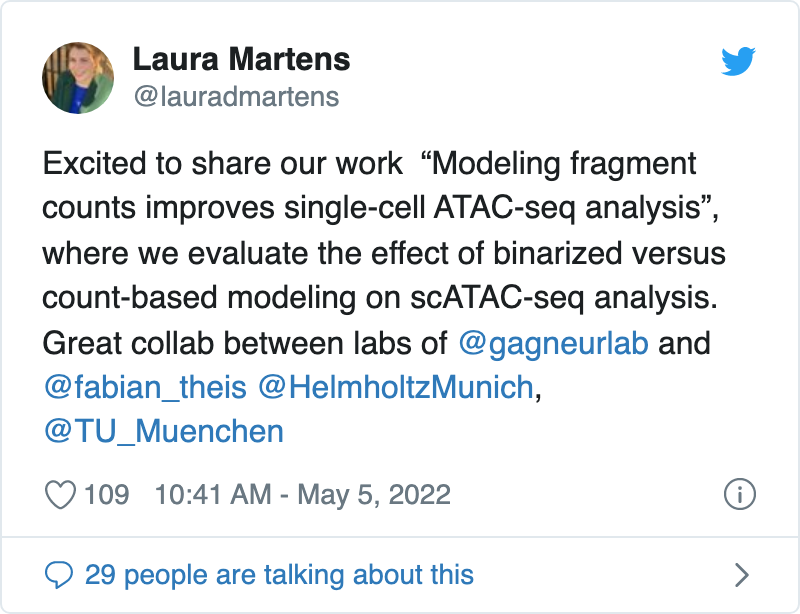 Laura Martens
@lauradmartens
Excited to share our work  “Modeling fragment
counts improves single-cell ATAC-seq analysis”,
where we evaluate the effect of binarized versus
count-based modeling on scATAC-seq analysis.
Great collab between labs of @gagneurlab and
@fabian_theis @HelmholtzMunich,
@TU_Muenchen
109 10:41 AM - May 5, 2022
29 people are talking about this